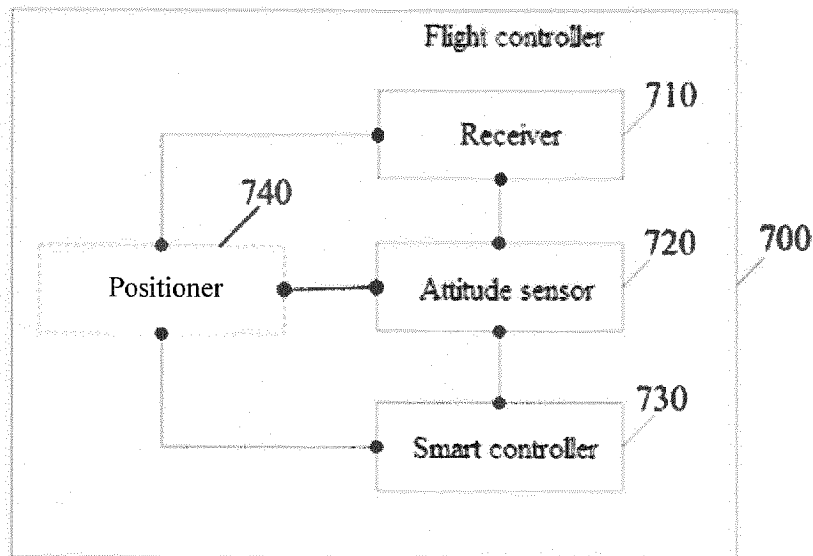 Flight controller
710
Receiver
740
720
700
Positioner
Attitude sensor
730
Smart controller